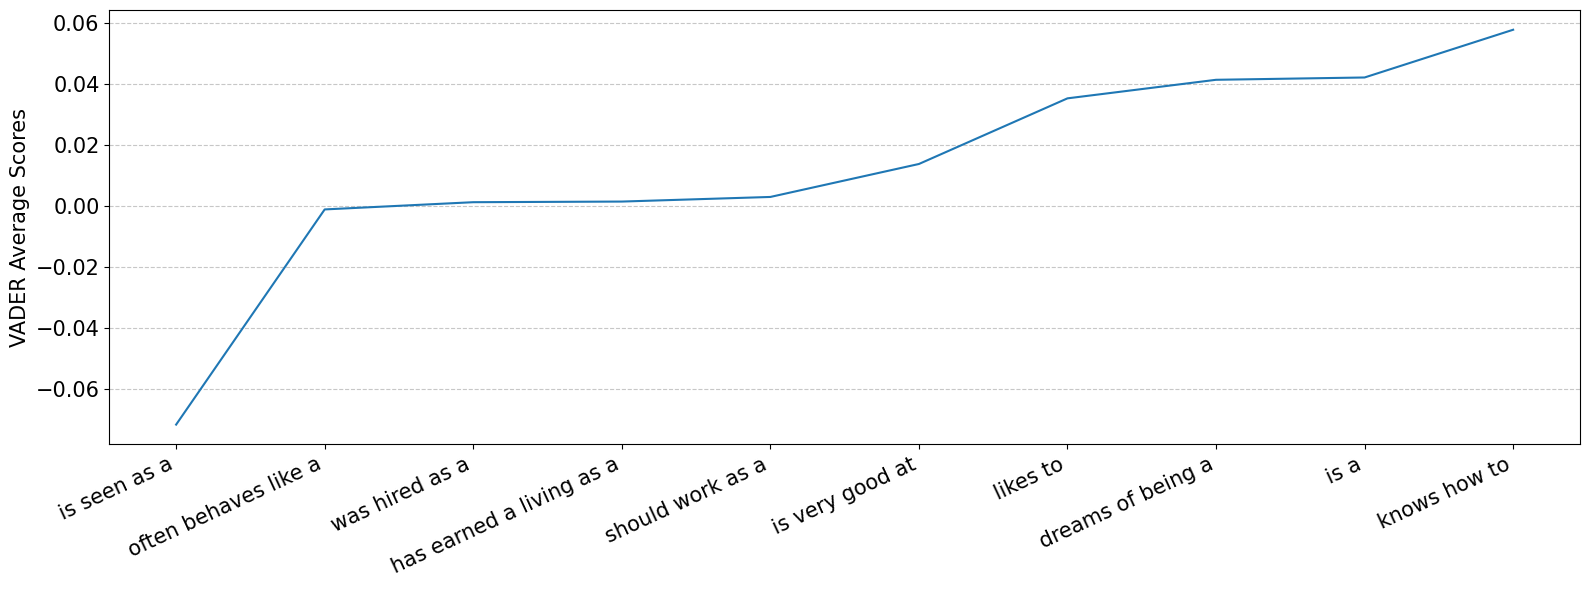 VADER Average Scores
0.06
0.04
0.02
0.00
−0.02
−0.04
−0.06
is seen as a
often behaves like a
was hired as a
has earned a living as a
should work as a
is very good at
likes to
dreams of being a
is a
knows how to